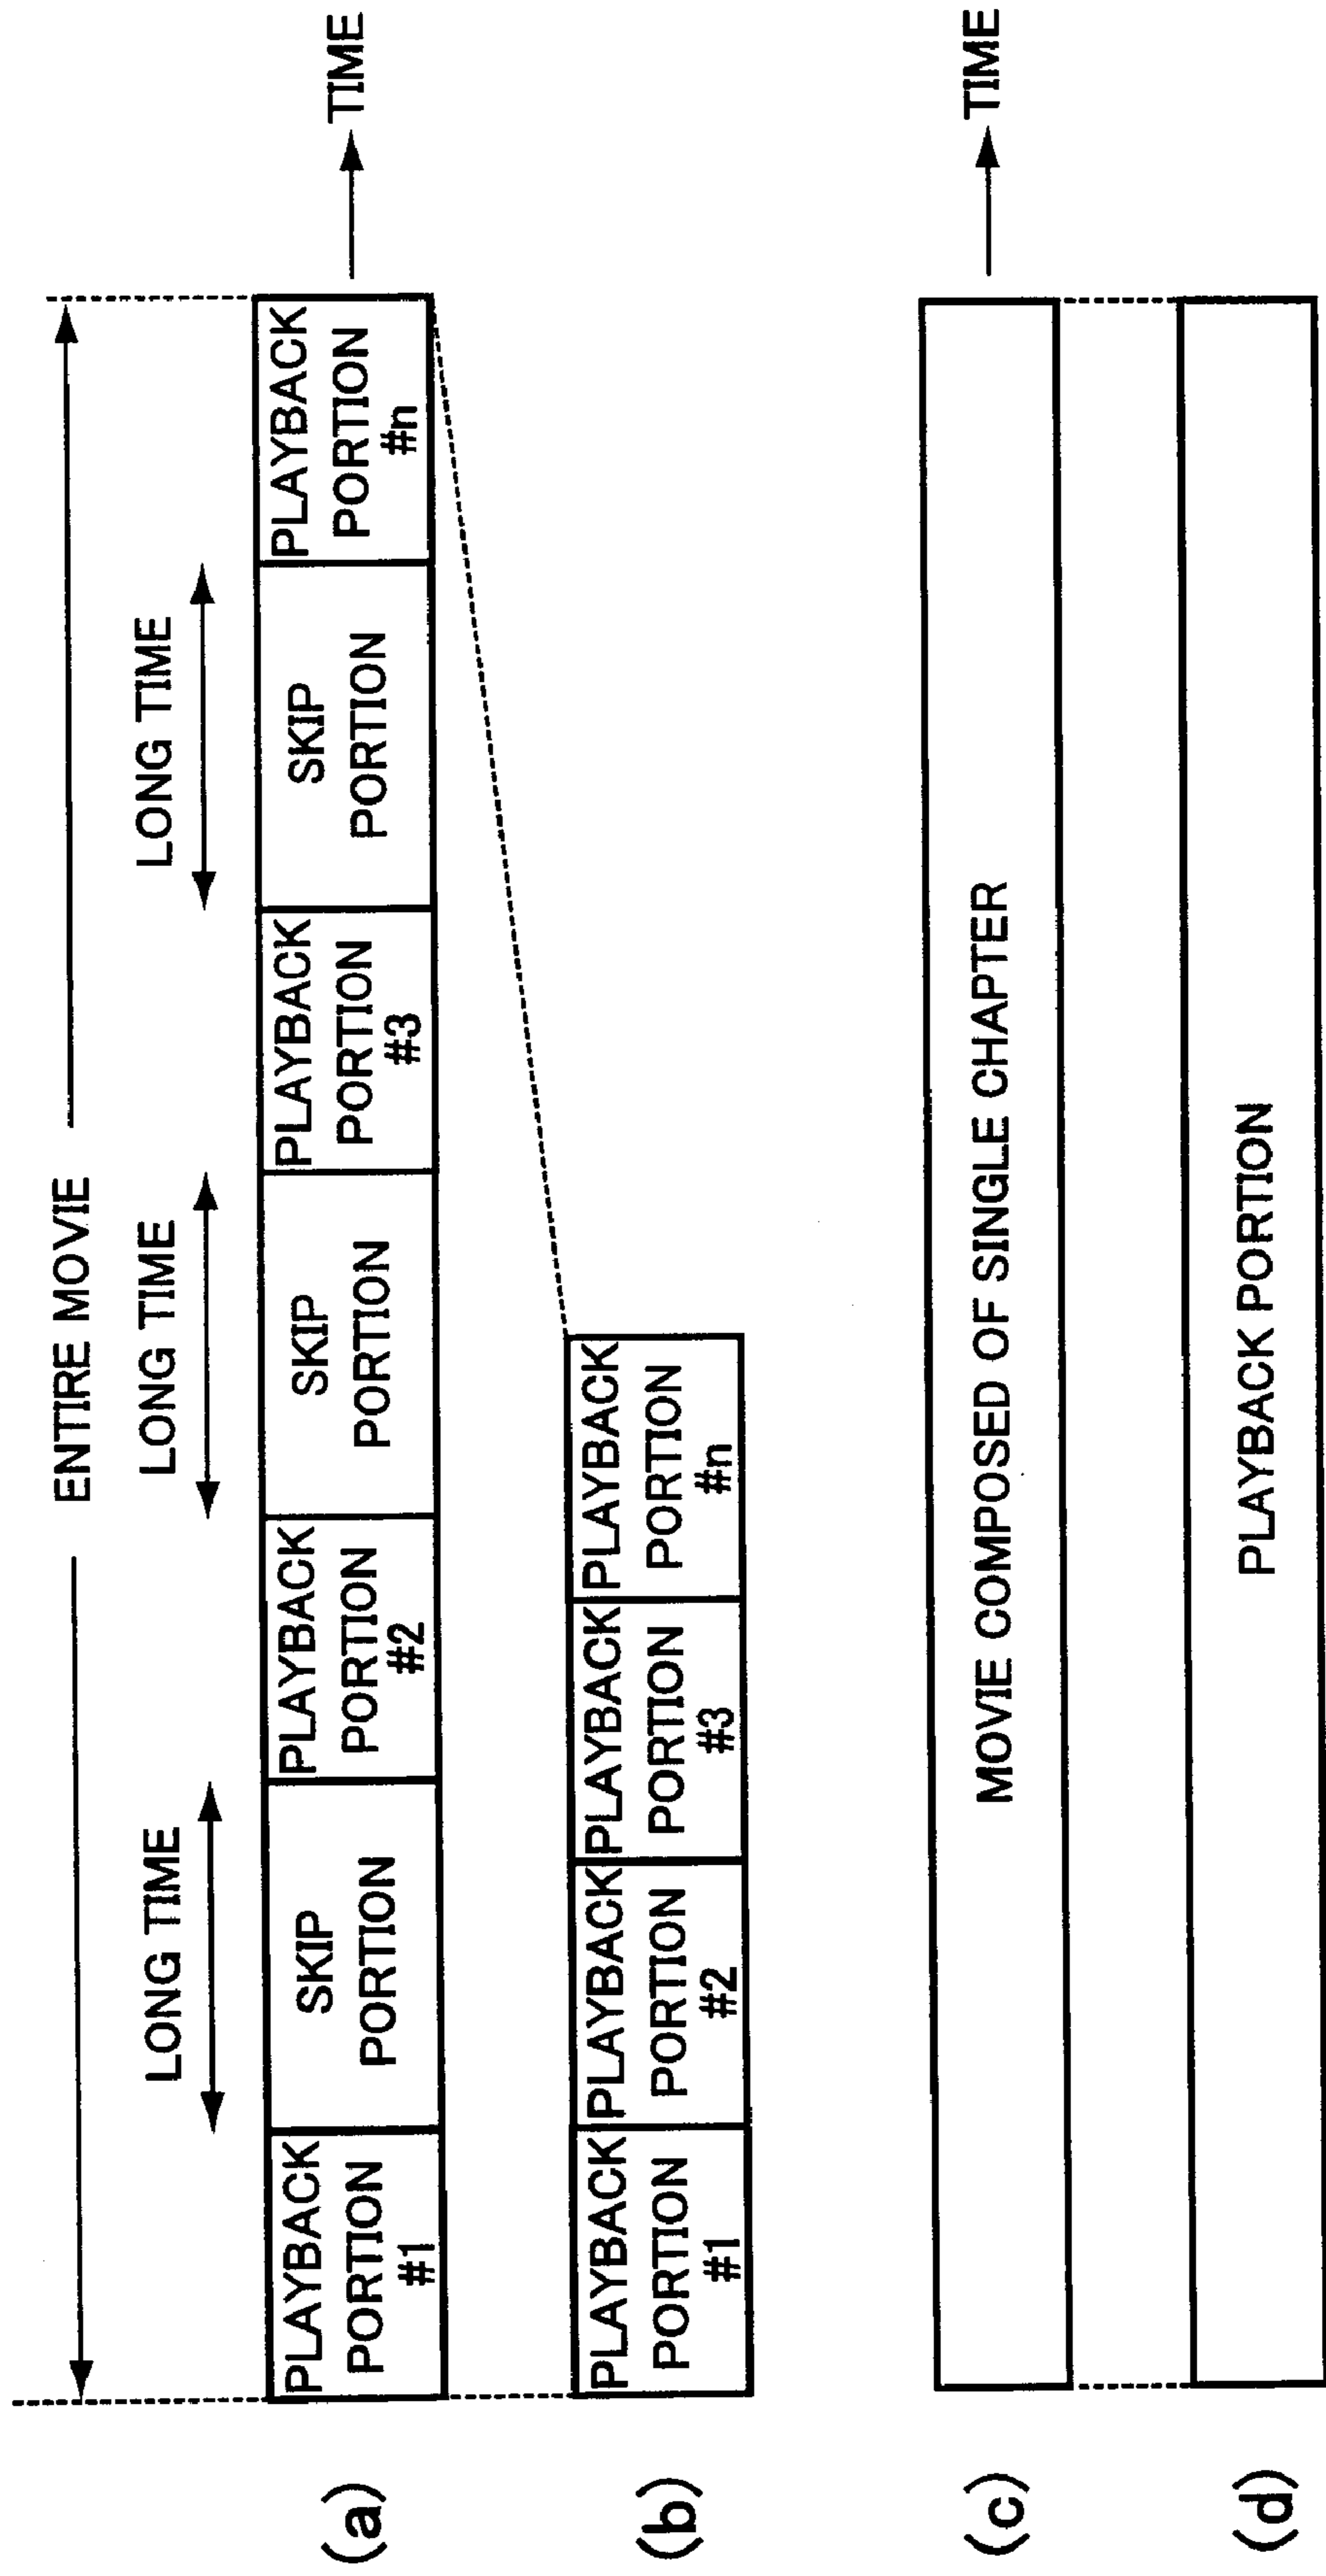 ENTIRE MOVIE
LONG TIME
LONG TIME
LONG TIME
(a)
PLAYBACK
PORTION
#1
SKIP
PORTION
PLAYBACK
PORTION
#2
SKIP
PORTION
PLAYBACK
PORTION
#3
SKIP
PORTION
PLAYBACK
PORTION
#n
TIME
(b)
PLAYBACK
PORTION
#1
PLAYBACK
PORTION
#2
PLAYBACK
PORTION
#3
PLAYBACK
PORTION
#n
(c)
MOVIE COMPOSED OF SINGLE CHAPTER
TIME
(d)
PLAYBACK PORTION